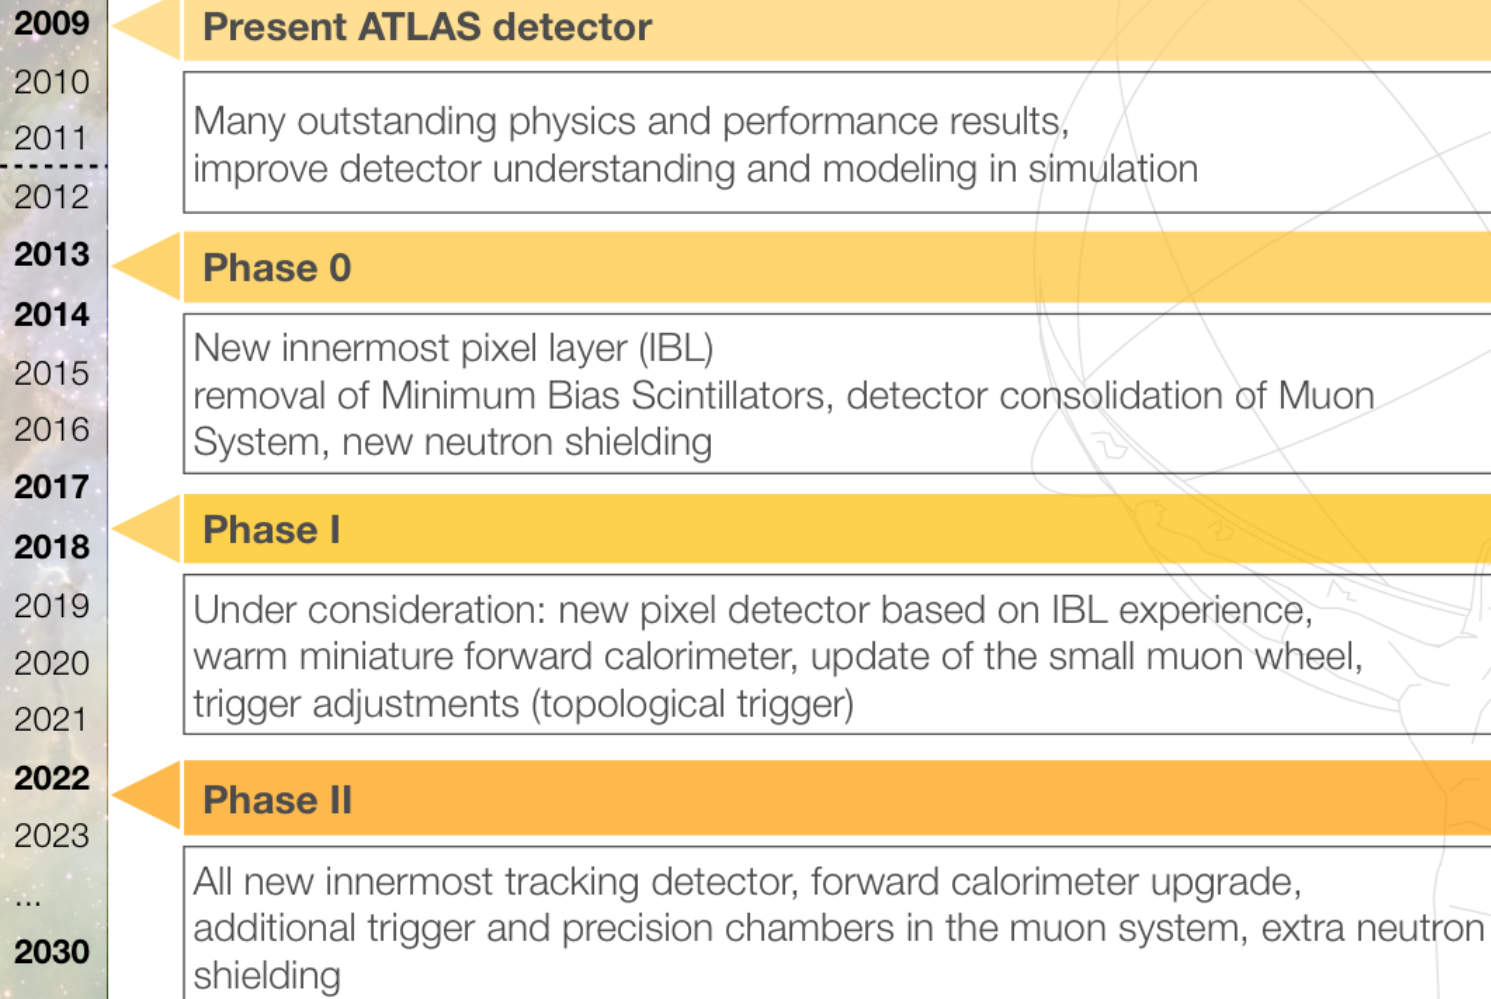 2009
Present ATLAS detector
2010
2011
2012
Many outstanding physics and performance results,
improve detector understanding and modeling in simulation
2013
Phase 0
2014
2015
2016
New innermost pixel layer (IBL)
removal of Minimum Bias Scintillators, detector consolidation of Muon
System, new neutron shielding
2017
Phase I
2018
2019
2020
2021
Under consideration: new pixel detector based on IBL experience,
warm miniature forward calorimeter, update of the small muon wheel,
trigger adjustments (topological trigger)
2022
Phase II
2023
...
2030
All new innermost tracking detector, forward calorimeter upgrade,
additional trigger and precision chambers in the muon system, extra neutron
shielding